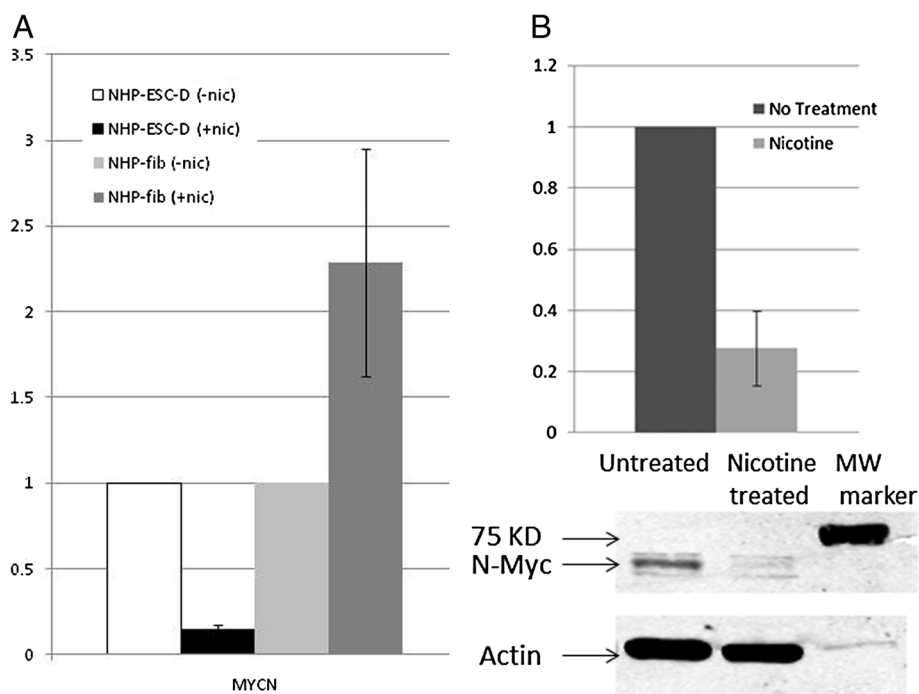 A
3.5
3
2.5
2
1.5
1
0.5
0
NHP-ESC-D (-nic)
NHP-ESC-D (+nic)
NHP-fib (-nic)
NHP-fib (+nic)
MYCN
B
1.2
1
0.8
0.6
0.4
0.2
0
No Treatment
Nicotine
Untreated Nicotine MW
treated marker
75 KD
N-Myc
Actin